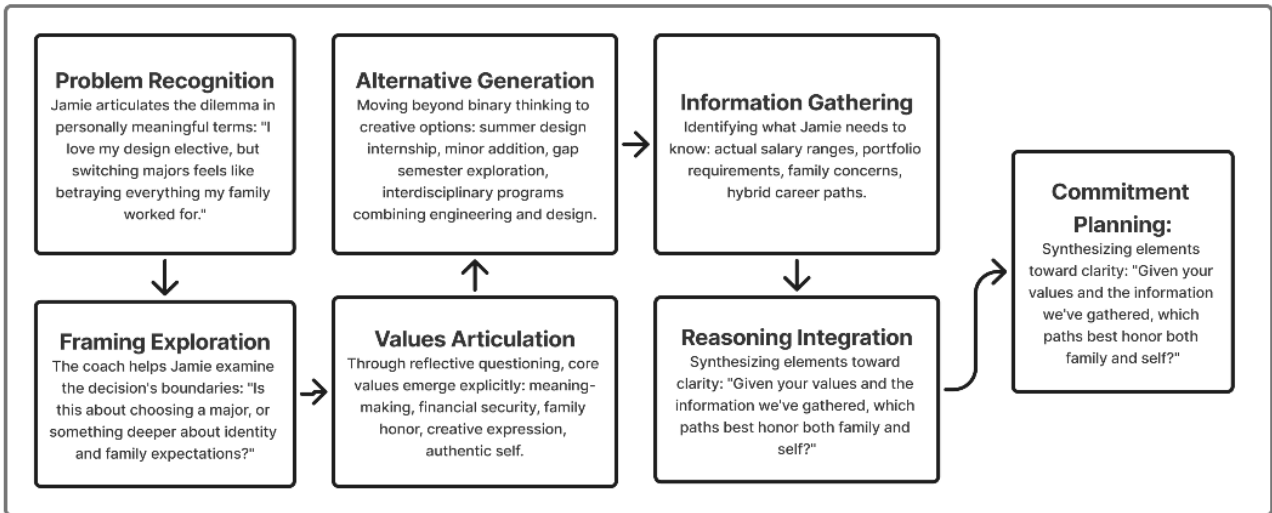 Problem Recognition
Jamie articulates the dilemma in
personally meaningful terms: "I
love my design elective, but
switching majors feels like
betraying everything my family
worked for."
Framing Exploration
The coach helps Jamie examine
the decision's boundaries: "Is
this about choosing a major, or
something deeper about identity
and family expectations?"
Values Articulation
Through reflective questioning, core
values emerge explicitly: meaning-
making, financial security, family
honor, creative expression,
authentic self.
Alternative Generation
Moving beyond binary thinking to
creative options: summer design
internship, minor addition, gap
semester exploration,
interdisciplinary programs
combining engineering and design.
Information Gathering
Identifying what Jamie needs to
know: actual salary ranges, portfolio
requirements, family concerns,
hybrid career paths.
Reasoning Integration
Synthesizing elements toward
clarity: "Given your values and the
information we've gathered, which
paths best honor both family and
self?"
Commitment
Planning:
Synthesizing elements
toward clarity: "Given your
values and the information
we've gathered, which
paths best honor both
family and self?"